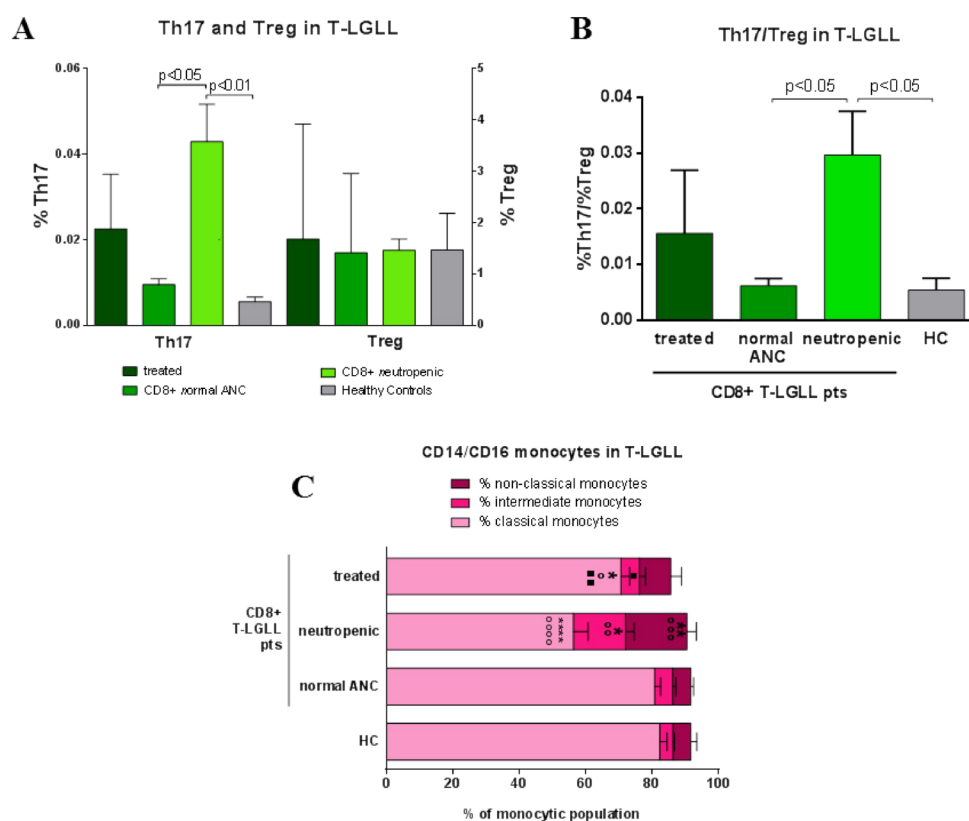 A
Th17 and Treg in T-LGLL
p<0.05
p<0.01
0.06
0.04
0.02
0.00
% Th17
5
4
3
2
1
0
% Treg
Th17
Treg
treated
CD8+ neutropenic
CD8+ normal ANC
Healthy Controls
B
Th17/Treg in T-LGLL
p<0.05
p<0.05
0.04
0.03
0.02
0.01
0.00
%Th17/%Treg
treated
normal ANC
neutropenic
HC
CD8+ T-LGLL pts
CD14/CD16 monocytes in T-LGLL
C
% non-classical monocytes
% intermediate monocytes
% classical monocytes
CD8+
T-LGLL
pts
treated
neutropenic
normal ANC
HC
0 20 40 60 80 100
% of monocytic population